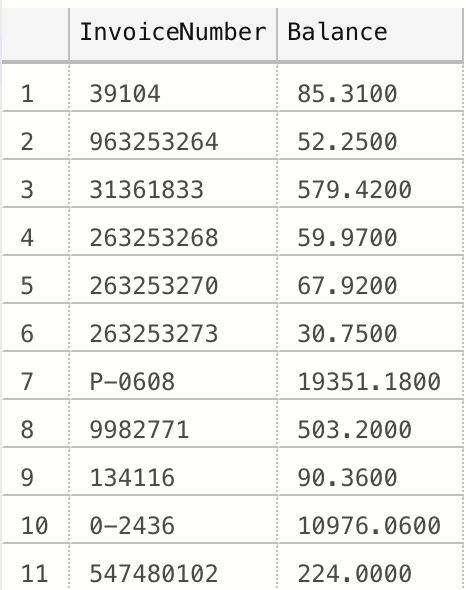 InvoiceNumber Balance
1 39104 85.3100
2 963253264 52.2500
3 31361833 579.4200
4 263253268 59.9700
5 263253270 67.9200
6 263253273 30.7500
7 P-0608 19351.1800
8 9982771 503.2000
9 134116 90.3600
10 0-2436 10976.0600
11 547480102 224.0000